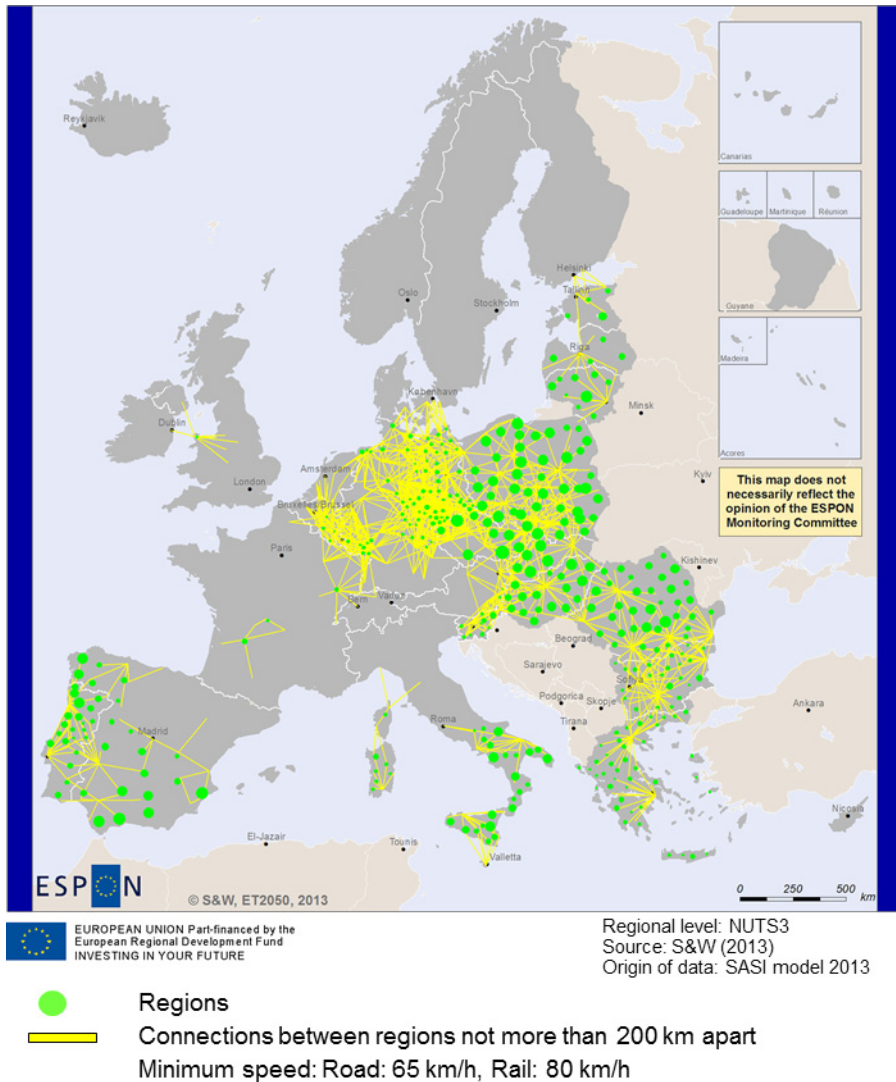 Reykjavik
Canarias
Guadeloupe
Martinique
Réunion
Helsinki
Tallinn
Oslo
Stockholm
Guyane
Riga
Madeira
København
Dublin
Minsk
Acores
London
Amsterdam
Bruxelles/Brussel
Kyiv
This map does not
necessarily reflect the
opinion of the ESPON
Monitoring Committee
Paris
Kishinev
Bern
Vaduz
Beograd
Sarajevo
Sofiya
Podgorica
Skopje
Ankara
Roma
Tirana
Madrid
Nicosia
El-Jazair
Tounis
Valletta
ESPON
© S&W, ET2050, 2013
0 250 500
km
EUROPEAN UNION Part-financed by the
European Regional Development Fund
INVESTING IN YOUR FUTURE
Regional level: NUTS3
Source: S&W (2013)
Origin of data: SASI model 2013
Regions
Connections between regions not more than 200 km apart
Minimum speed: Road: 65 km/h, Rail: 80 km/h